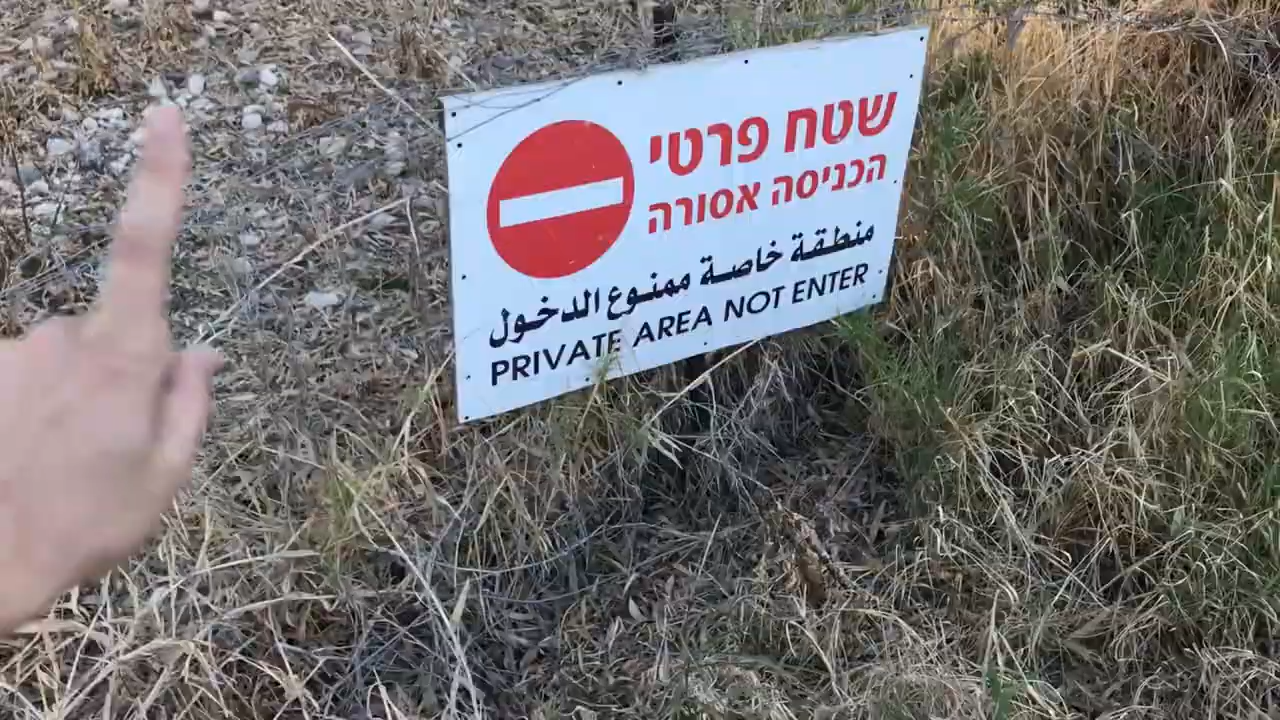 שטח פרטי
הכניסה אסורה
منطقة خاصة ممنوع الدخول
PRIVATE AREA NOT ENTER